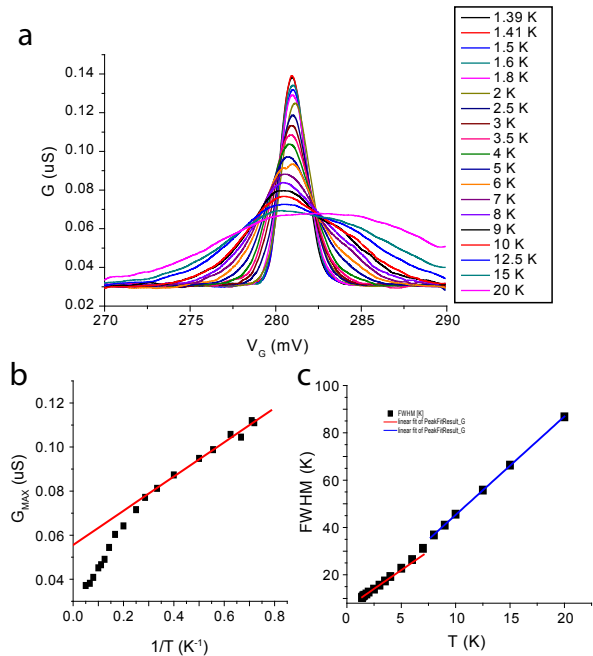 a
G (uS)
0.14
0.12
0.10
0.08
0.06
0.04
0.02
270
275
280
285
290
V_G (mV)
1.39 K
1.41 K
1.5 K
1.6 K
1.8 K
2 K
2.5 K
3 K
3.5 K
4 K
5 K
6 K
7 K
8 K
9 K
10 K
12.5 K
15 K
20 K
b
G_MAX (uS)
0.12
0.10
0.08
0.06
0.04
0.0
0.2
0.4
0.6
0.8
1/T (K⁻¹)
c
FWHM (K)
100
80
60
40
20
0
5
10
15
20
T (K)
FWHM [K]
linear fit of PeakFitResult_G
linear fit of PeakFitResult_G